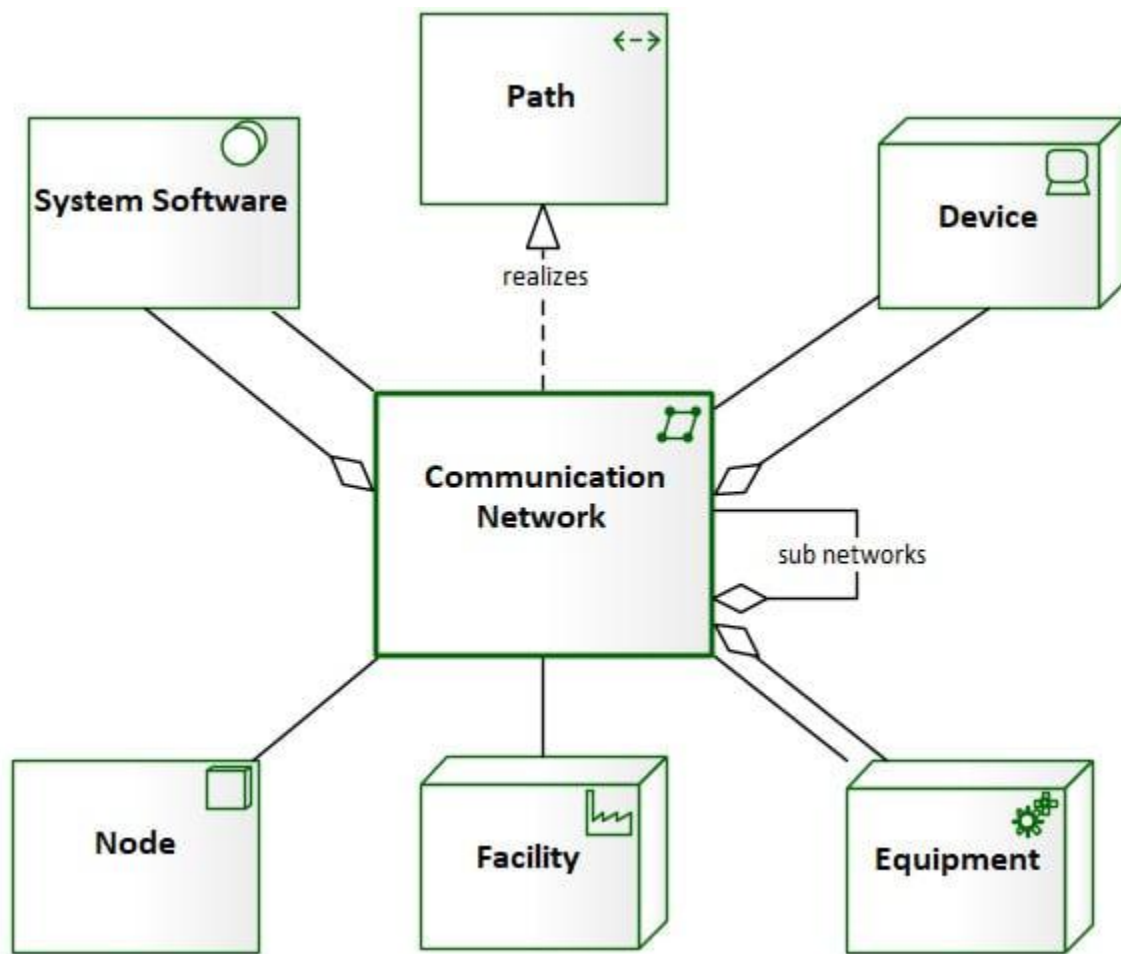 Path
System Software
Device
realizes
Communication
Network
sub networks
Node
Facility
Equipment